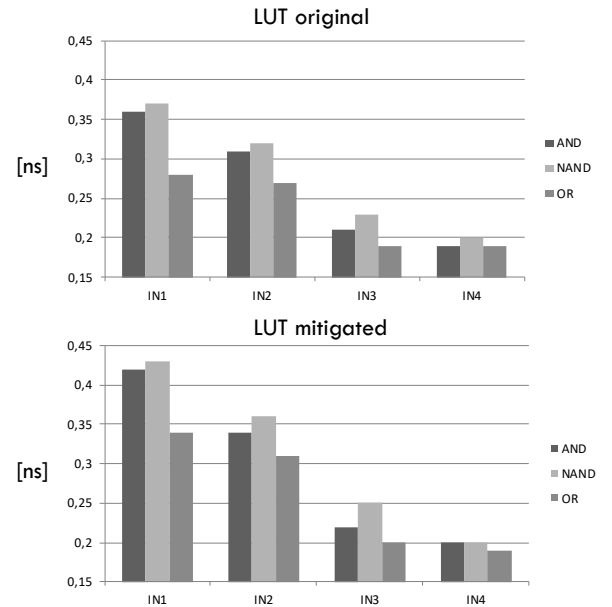 LUT original
0,45
0,4
0,35
[ns]
0,3
0,25
0,2
0,15
IN1 IN2 IN3 IN4
AND
NAND
OR
LUT mitigated
0,45
0,4
0,35
[ns]
0,3
0,25
0,2
0,15
IN1 IN2 IN3 IN4
AND
NAND
OR